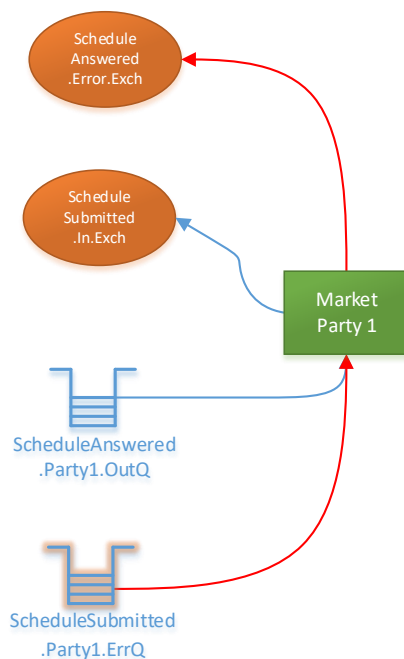 Schedule
Answered
.Error.Exch
Schedule
Submitted
.In.Exch
Market
Party 1
ScheduleAnswered
.Party1.OutQ
ScheduleSubmitted
.Party1.ErrQ